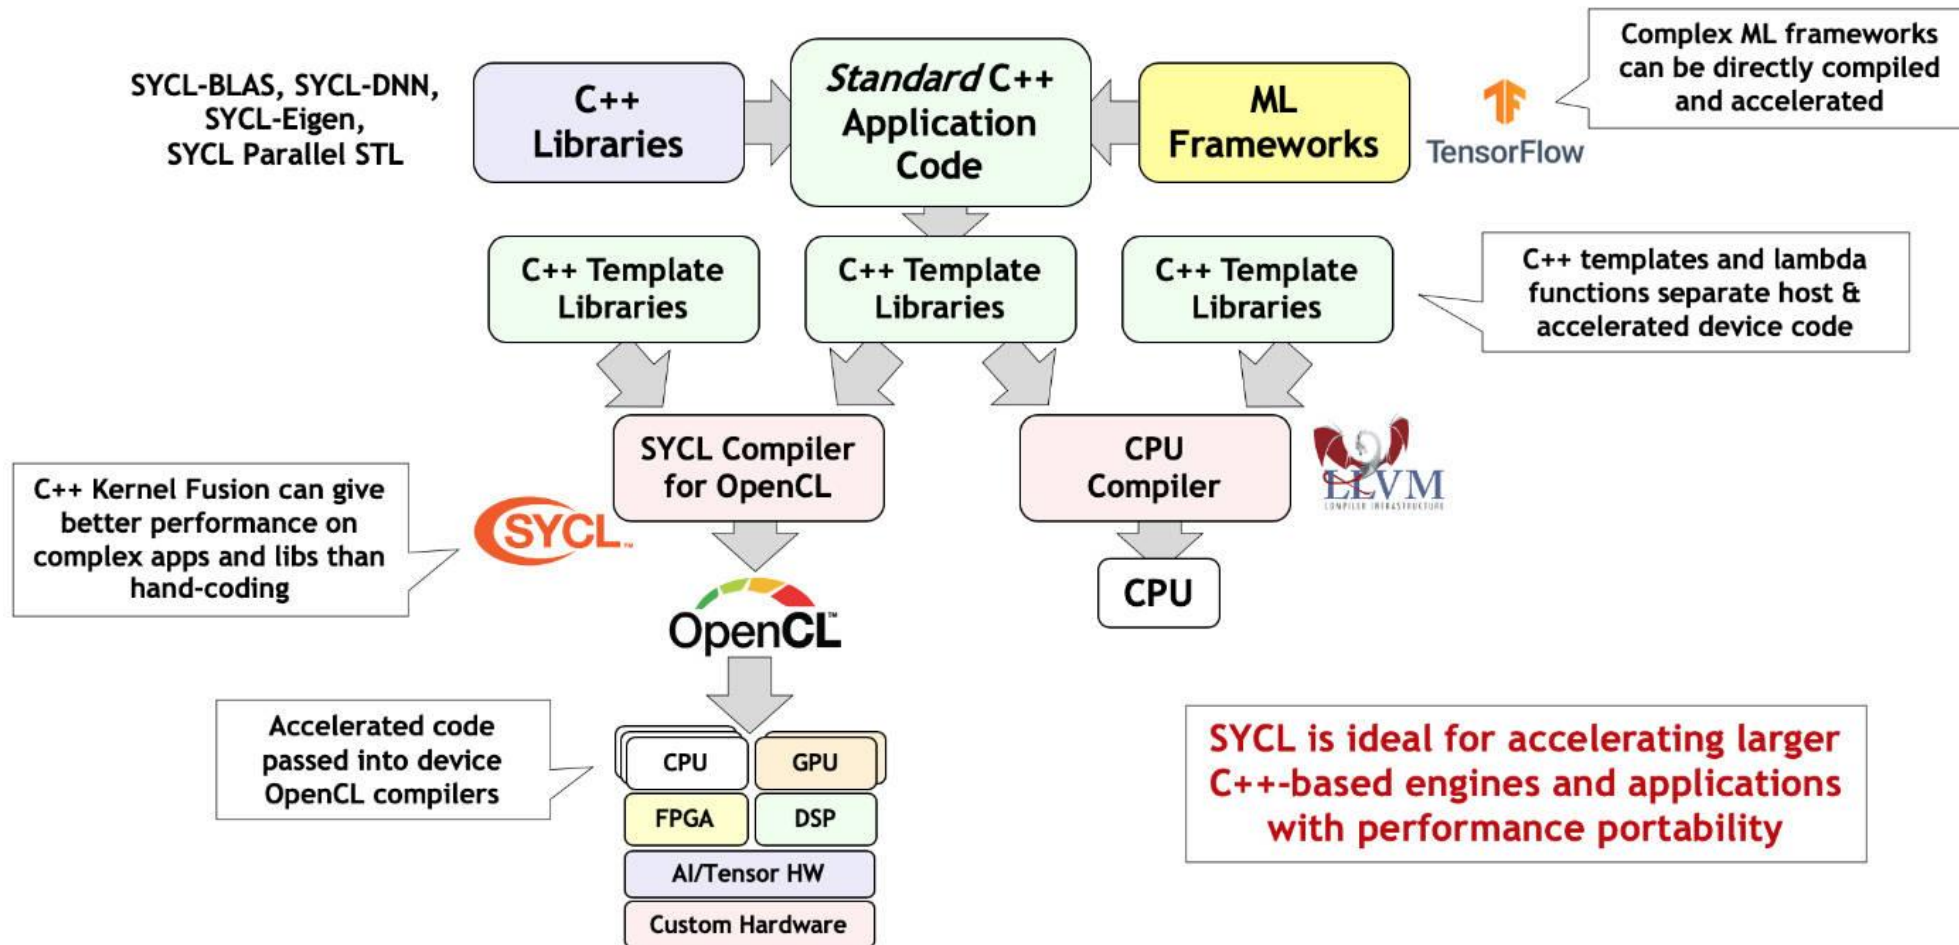 SYCL-BLAS, SYCL-DNN,
SYCL-Eigen,
SYCL Parallel STL
C++
Libraries
Standard C++
Application
Code
ML
Frameworks
TensorFlow
Complex ML frameworks
can be directly compiled
and accelerated
C++ Template
Libraries
C++ Template
Libraries
C++ Template
Libraries
C++ templates and lambda
functions separate host &
accelerated device code
SYCL Compiler
for OpenCL
CPU
Compiler
LLVM
COMPILER INFRASTRUCTURE
C++ Kernel Fusion can give
better performance on
complex apps and libs than
hand-coding
SYCL™
OpenCL™
CPU
Accelerated code
passed into device
OpenCL compilers
CPU
GPU
FPGA
DSP
AI/Tensor HW
Custom Hardware
SYCL is ideal for accelerating larger
C++-based engines and applications
with performance portability